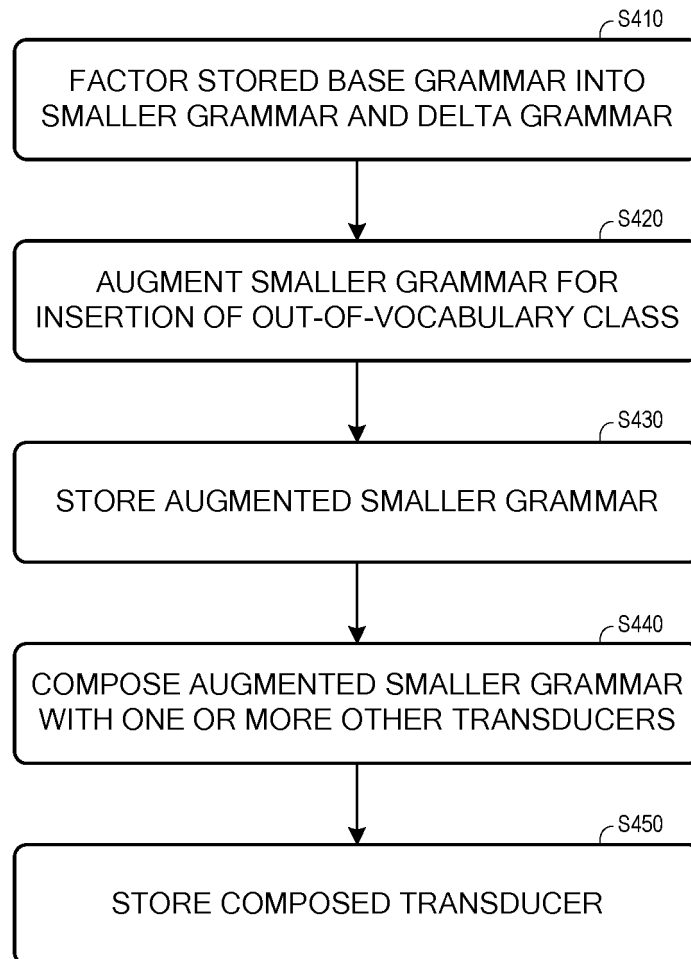 S410
FACTOR STORED BASE GRAMMAR INTO
SMALLER GRAMMAR AND DELTA GRAMMAR
S420
AUGMENT SMALLER GRAMMAR FOR
INSERTION OF OUT-OF-VOCABULARY CLASS
S430
STORE AUGMENTED SMALLER GRAMMAR
S440
COMPOSE AUGMENTED SMALLER GRAMMAR
WITH ONE OR MORE OTHER TRANSDUCERS
S450
STORE COMPOSED TRANSDUCER